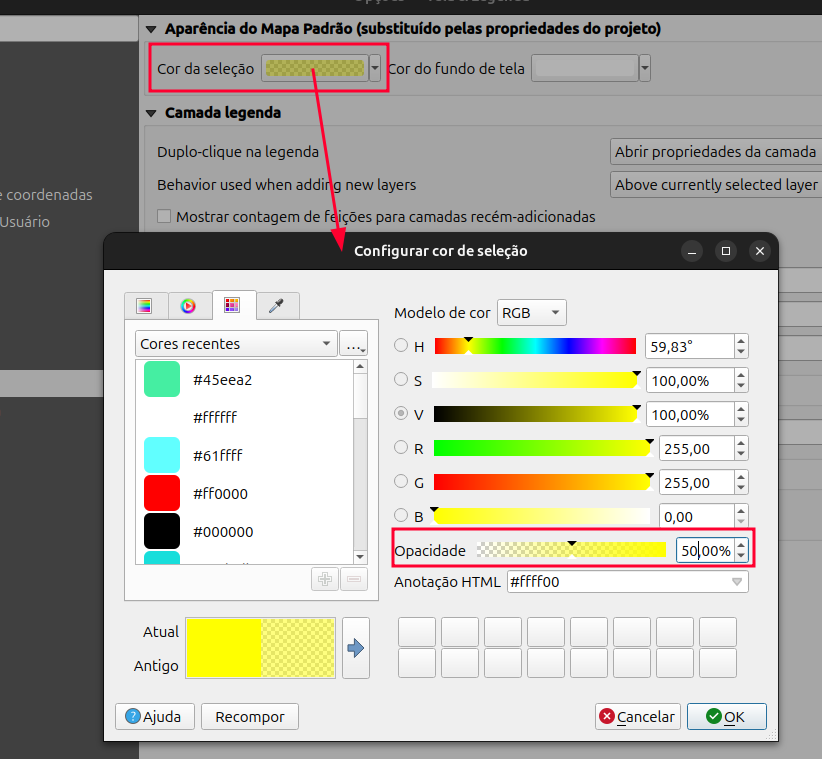 Aparência do Mapa Padrão (substituído pelas propriedades do projeto)
Cor da seleção
Cor do fundo de tela
Camada legenda
Duplo-clique na legenda
Abrir propriedades da camada
e coordenadas
Behavior used when adding new layers
Above currently selected layer
Usuário
Mostrar contagem de feições para camadas recém-adicionadas
Configurar cor de seleção
Modelo de cor RGB
Cores recentes
...
#45eea2
#ffffff
#61ffff
#ff0000
#000000
H 59,83°
S 100,00%
V 100,00%
R 255,00
G 255,00
B 0,00
Opacidade 50,00%
Anotação HTML #ffff00
Atual
Antigo
Ajuda
Recompor
Cancelar
OK